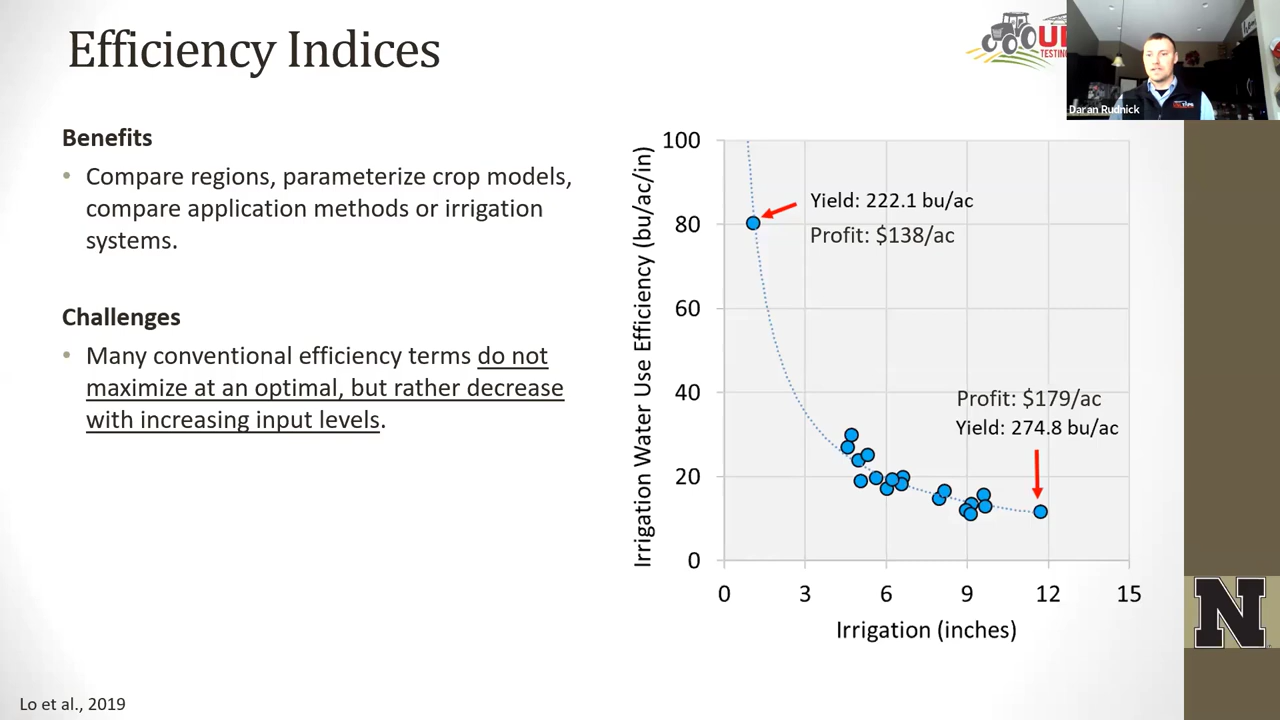 Efficiency Indices
Daran Rudnick
Benefits
• Compare regions, parameterize crop models,
compare application methods or irrigation
systems.
Challenges
• Many conventional efficiency terms do not
maximize at an optimal, but rather decrease
with increasing input levels.
Irrigation Water Use Efficiency (bu/ac/in)
100
80
60
40
20
0
Yield: 222.1 bu/ac
Profit: $138/ac
Profit: $179/ac
Yield: 274.8 bu/ac
0 3 6 9 12 15
Irrigation (inches)
N
Lo et al., 2019